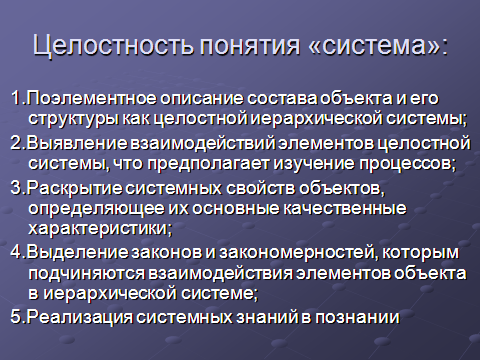 Целостность понятия «система»:
1.Поэлементное описание состава объекта и его
структуры как целостной иерархической системы;
2.Выявление взаимодействий элементов целостной
системы, что предполагает изучение процессов;
3.Раскрытие системных свойств объектов,
определяющее их основные качественные
характеристики;
4.Выделение законов и закономерностей, которым
подчиняются взаимодействия элементов объекта
в иерархической системе;
5.Реализация системных знаний в познании